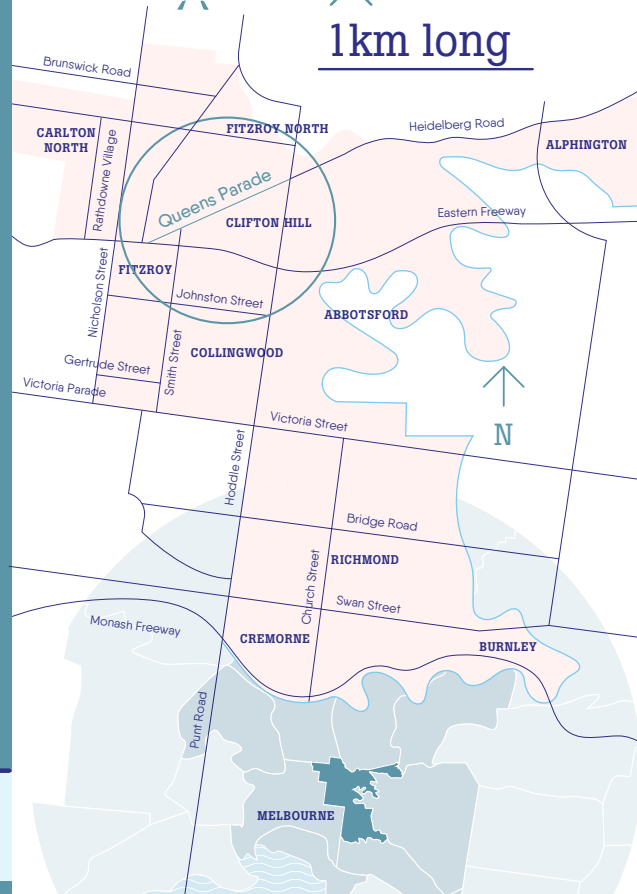 1km long
Brunswick Road
CARLTON
NORTH
Rathdowne Village
FITZROY NORTH
Heidelberg Road
ALPHINGTON
Queens Parade
CLIFTON HILL
Eastern Freeway
FITZROY
Nicholson Street
Johnston Street
ABBOTSFORD
COLLINGWOOD
Smith Street
Gertrude Street
Victoria Parade
N
Victoria Street
Hoddle Street
Bridge Road
RICHMOND
Church Street
Swan Street
Monash Freeway
CREMORNE
BURNLEY
Punt Road
MELBOURNE